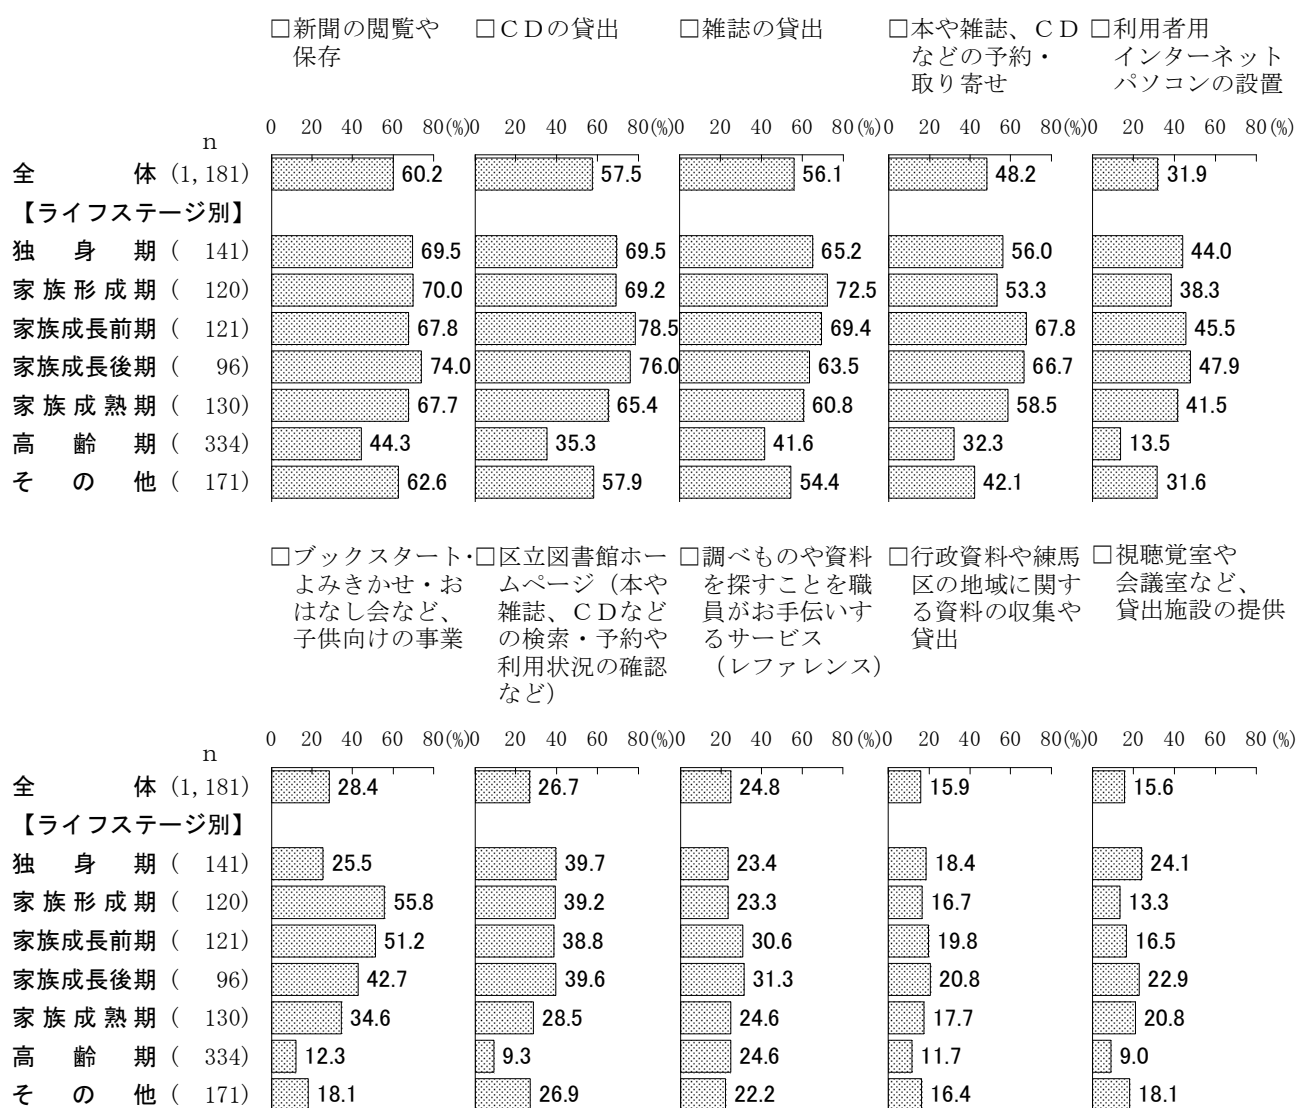 □新聞の閲覧や
保存
□ＣＤの貸出
□雑誌の貸出
□本や雑誌、ＣＤ
などの予約・
取り寄せ
□利用者用
インターネット
パソコンの設置
n
0 20 40 60 80(%)0 20 40 60 80(%)0 20 40 60 80(%)0 20 40 60 80(%)0 20 40 60 80(%)
全体 (1,181) 60.2 57.5 56.1 48.2 31.9
【ライフステージ別】
独身期 ( 141) 69.5 69.5 65.2 56.0 44.0
家族形成期 ( 120) 70.0 69.2 72.5 53.3 38.3
家族成長前期 ( 121) 67.8 78.5 69.4 67.8 45.5
家族成長後期 ( 96) 74.0 76.0 63.5 66.7 47.9
家族成熟期 ( 130) 67.7 65.4 60.8 58.5 41.5
高齢期 ( 334) 44.3 35.3 41.6 32.3 13.5
その他 ( 171) 62.6 57.9 54.4 42.1 31.6
□ブックスタート・
よみきかせ・お
はなし会など、
子供向けの事業
□区立図書館ホー
ムページ（本や
雑誌、ＣＤなど
の検索・予約や
利用状況の確認
など）
□調べものや資料
を探すことを職
員がお手伝いす
るサービス
（レファレンス）
□行政資料や練馬
区の地域に関す
る資料の収集や
貸出
□視聴覚室や
会議室など、
貸出施設の提供
n
0 20 40 60 80(%)0 20 40 60 80(%)0 20 40 60 80(%)0 20 40 60 80(%)0 20 40 60 80(%)
全体 (1,181) 28.4 26.7 24.8 15.9 15.6
【ライフステージ別】
独身期 ( 141) 25.5 39.7 23.4 18.4 24.1
家族形成期 ( 120) 55.8 39.2 23.3 16.7 13.3
家族成長前期 ( 121) 51.2 38.8 30.6 19.8 16.5
家族成長後期 ( 96) 42.7 39.6 31.3 20.8 22.9
家族成熟期 ( 130) 34.6 28.5 24.6 17.7 20.8
高齢期 ( 334) 12.3 9.3 24.6 11.7 9.0
その他 ( 171) 18.1 26.9 22.2 16.4 18.1